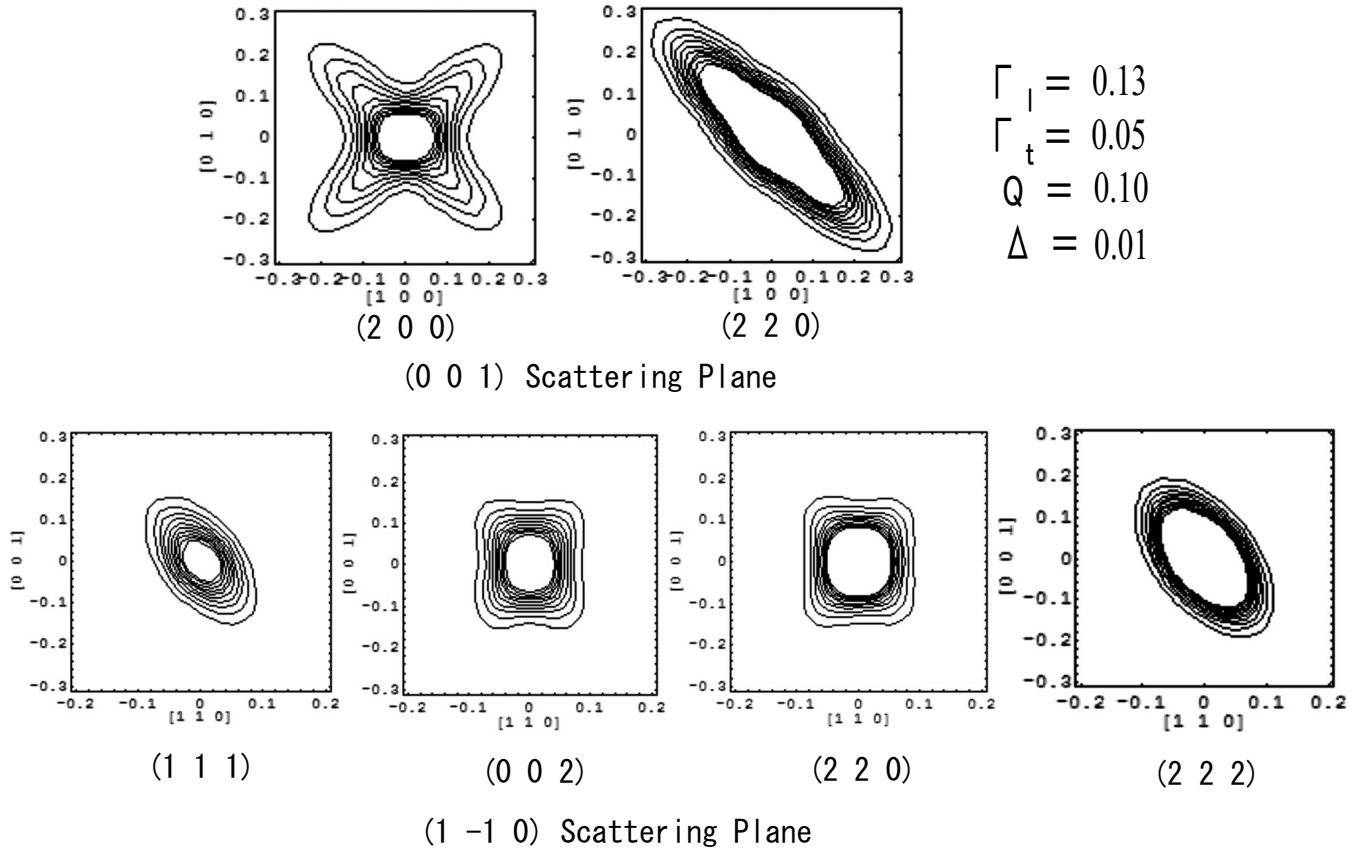 0.3
0.2
0.1
0
-0.1
-0.2
-0.3
[0 1 0]
-0.3 -0.2 -0.1 0 0.1 0.2 0.3
[1 0 0]
(2 0 0)
0.3
0.2
0.1
0
-0.1
-0.2
-0.3
[0 1 0]
-0.3 -0.2 -0.1 0 0.1 0.2 0.3
[1 0 0]
(2 2 0)
Γl = 0.13
Γt = 0.05
Q = 0.10
Δ = 0.01
(0 0 1) Scattering Plane
0.3
0.2
0.1
0
-0.1
-0.2
-0.3
[0 0 1]
-0.2 -0.1 0 0.1 0.2
[1 1 0]
(1 1 1)
0.3
0.2
0.1
0
-0.1
-0.2
-0.3
[0 0 1]
-0.2 -0.1 0 0.1 0.2
[1 1 0]
(0 0 2)
0.3
0.2
0.1
0
-0.1
-0.2
-0.3
[0 0 1]
-0.2 -0.1 0 0.1 0.2
[1 1 0]
(2 2 0)
0.3
0.2
0.1
0
-0.1
-0.2
-0.3
[0 0 1]
-0.2 -0.1 0 0.1 0.2
[1 1 0]
(2 2 2)
(1 -1 0) Scattering Plane